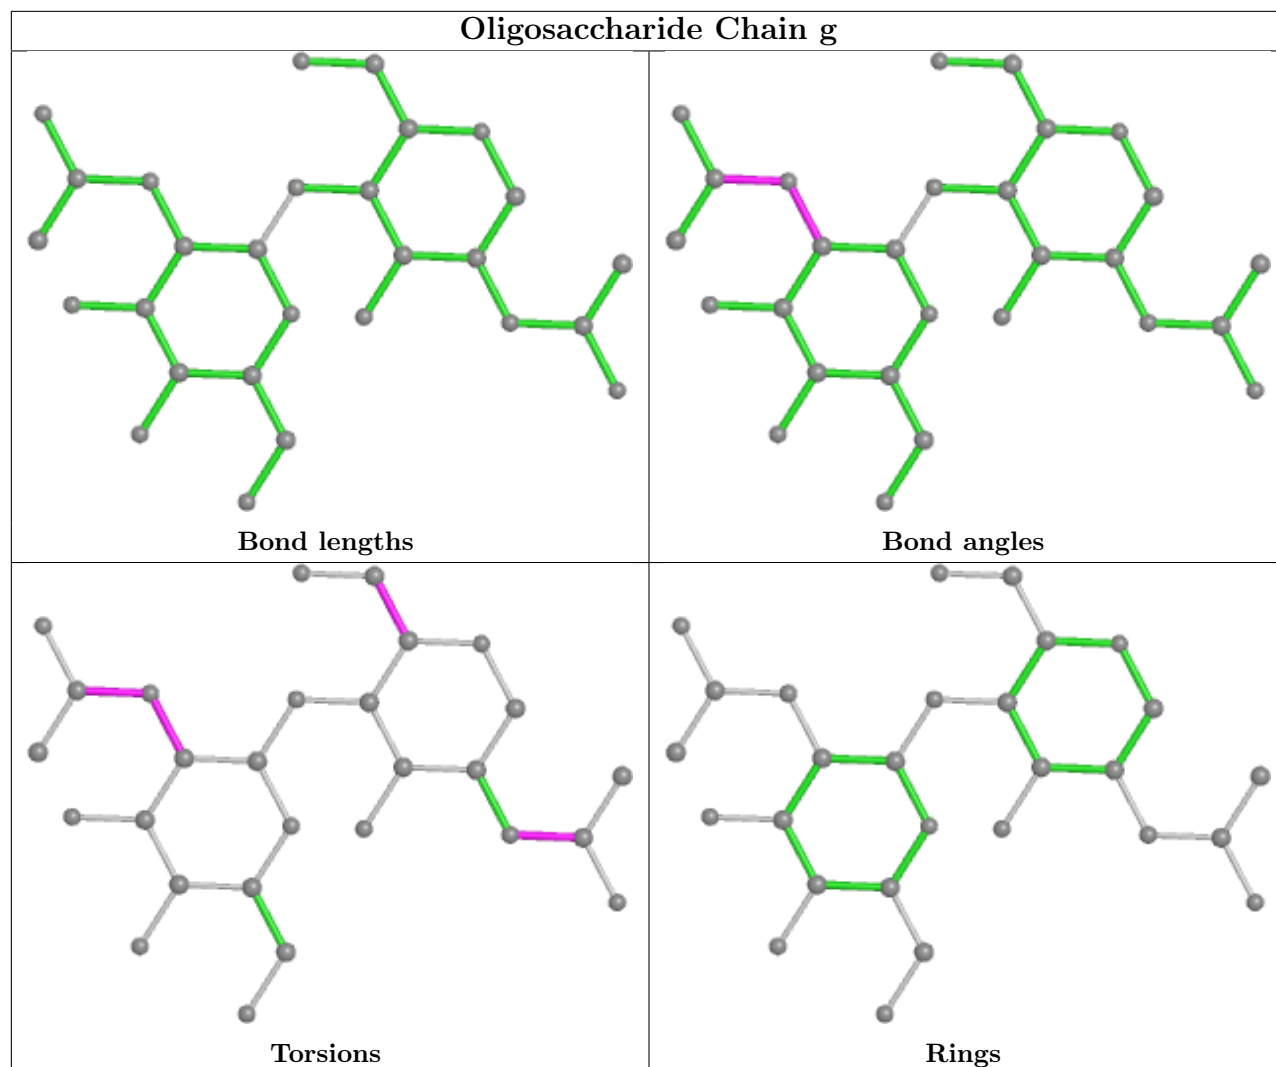 Oligosaccharide Chain g
Bond lengths
Bond angles
Torsions
Rings